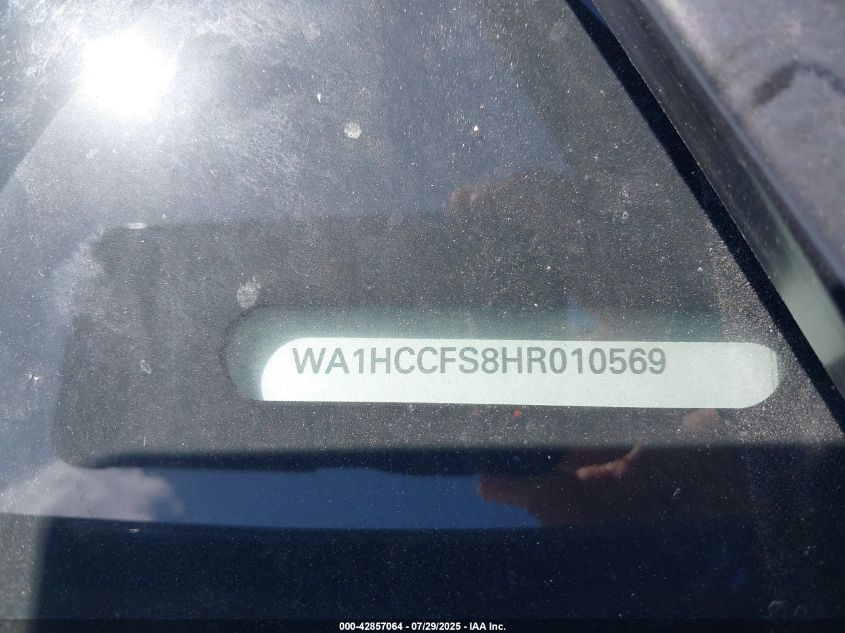 WA1HCCFS8HR010569
000-42857064 - 07/29/2025 - IAA Inc.